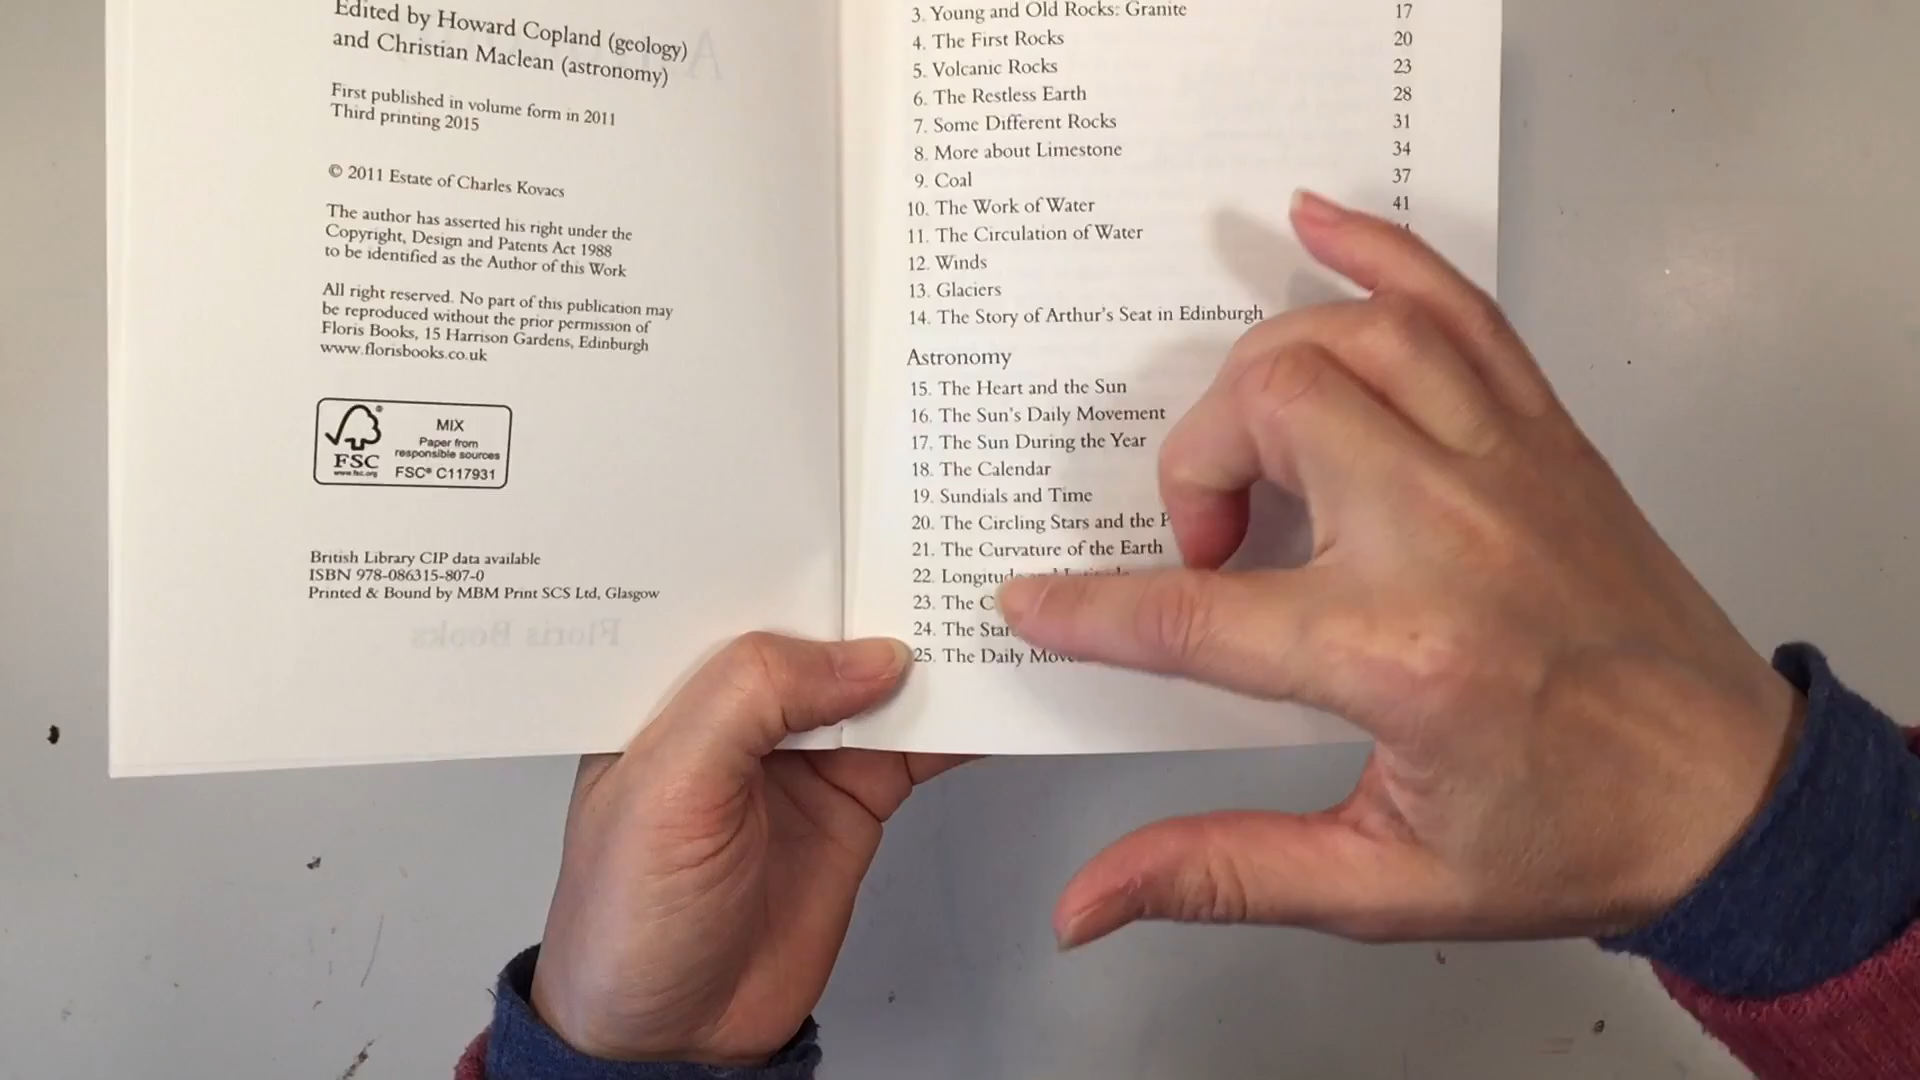 Edited by Howard Copland (geology)
and Christian Maclean (astronomy)
First published in volume form in 2011
Third printing 2015
© 2011 Estate of Charles Kovacs
The author has asserted his right under the
Copyright, Design and Patents Act 1988
to be identified as the Author of this Work
All right reserved. No part of this publication may
be reproduced without the prior permission of
Floris Books, 15 Harrison Gardens, Edinburgh
www.florisbooks.co.uk
FSC
www.fsc.org
MIX
Paper from
responsible sources
FSC® C117931
British Library CIP data available
ISBN 978-086315-807-0
Printed & Bound by MBM Print SCS Ltd, Glasgow
Floris Books
3. Young and Old Rocks: Granite 17
4. The First Rocks 20
5. Volcanic Rocks 23
6. The Restless Earth 28
7. Some Different Rocks 31
8. More about Limestone 34
9. Coal 37
10. The Work of Water 41
11. The Circulation of Water
12. Winds
13. Glaciers
14. The Story of Arthur's Seat in Edinburgh
Astronomy
15. The Heart and the Sun
16. The Sun's Daily Movement
17. The Sun During the Year
18. The Calendar
19. Sundials and Time
20. The Circling Stars and the P
21. The Curvature of the Earth
22. Longitude and Latitude
23. The C
24. The Star
25. The Daily Mov